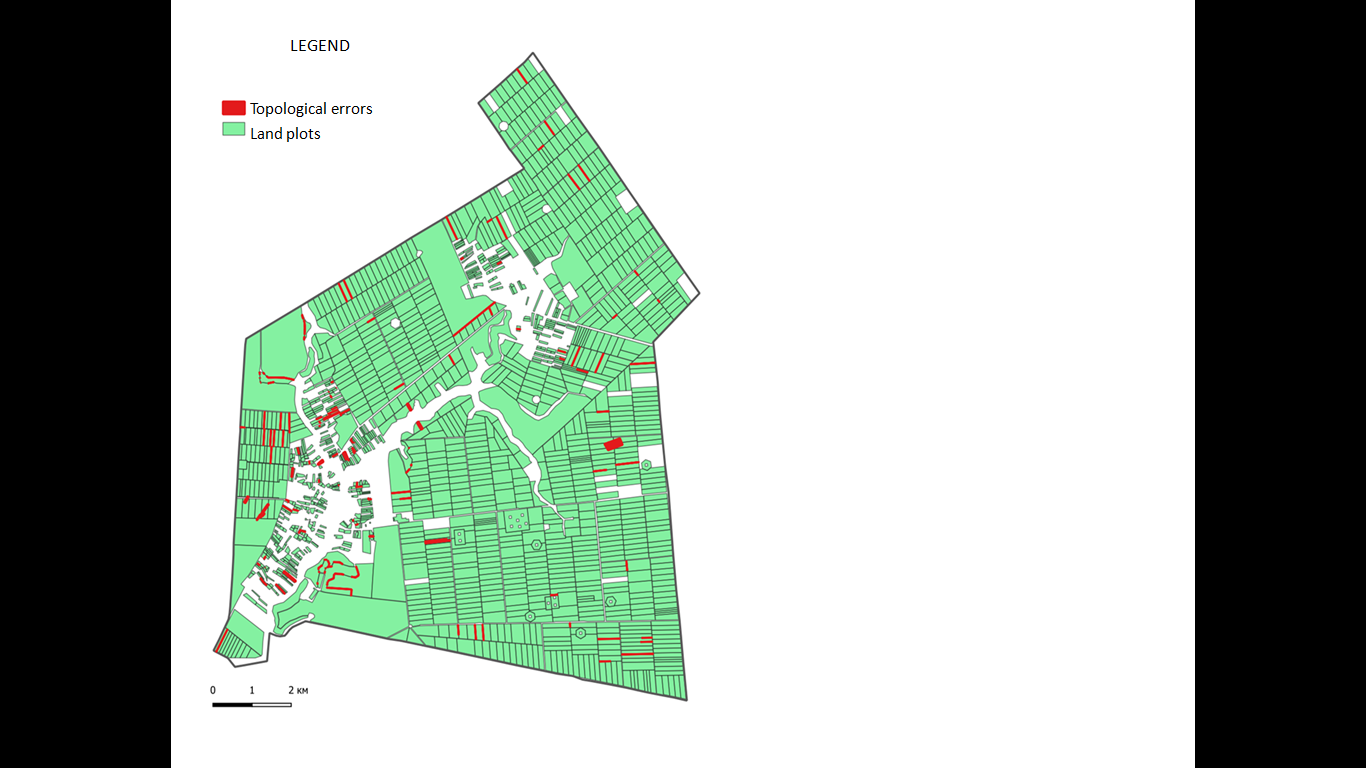 LEGEND
Topological errors
Land plots
0 1 2 км